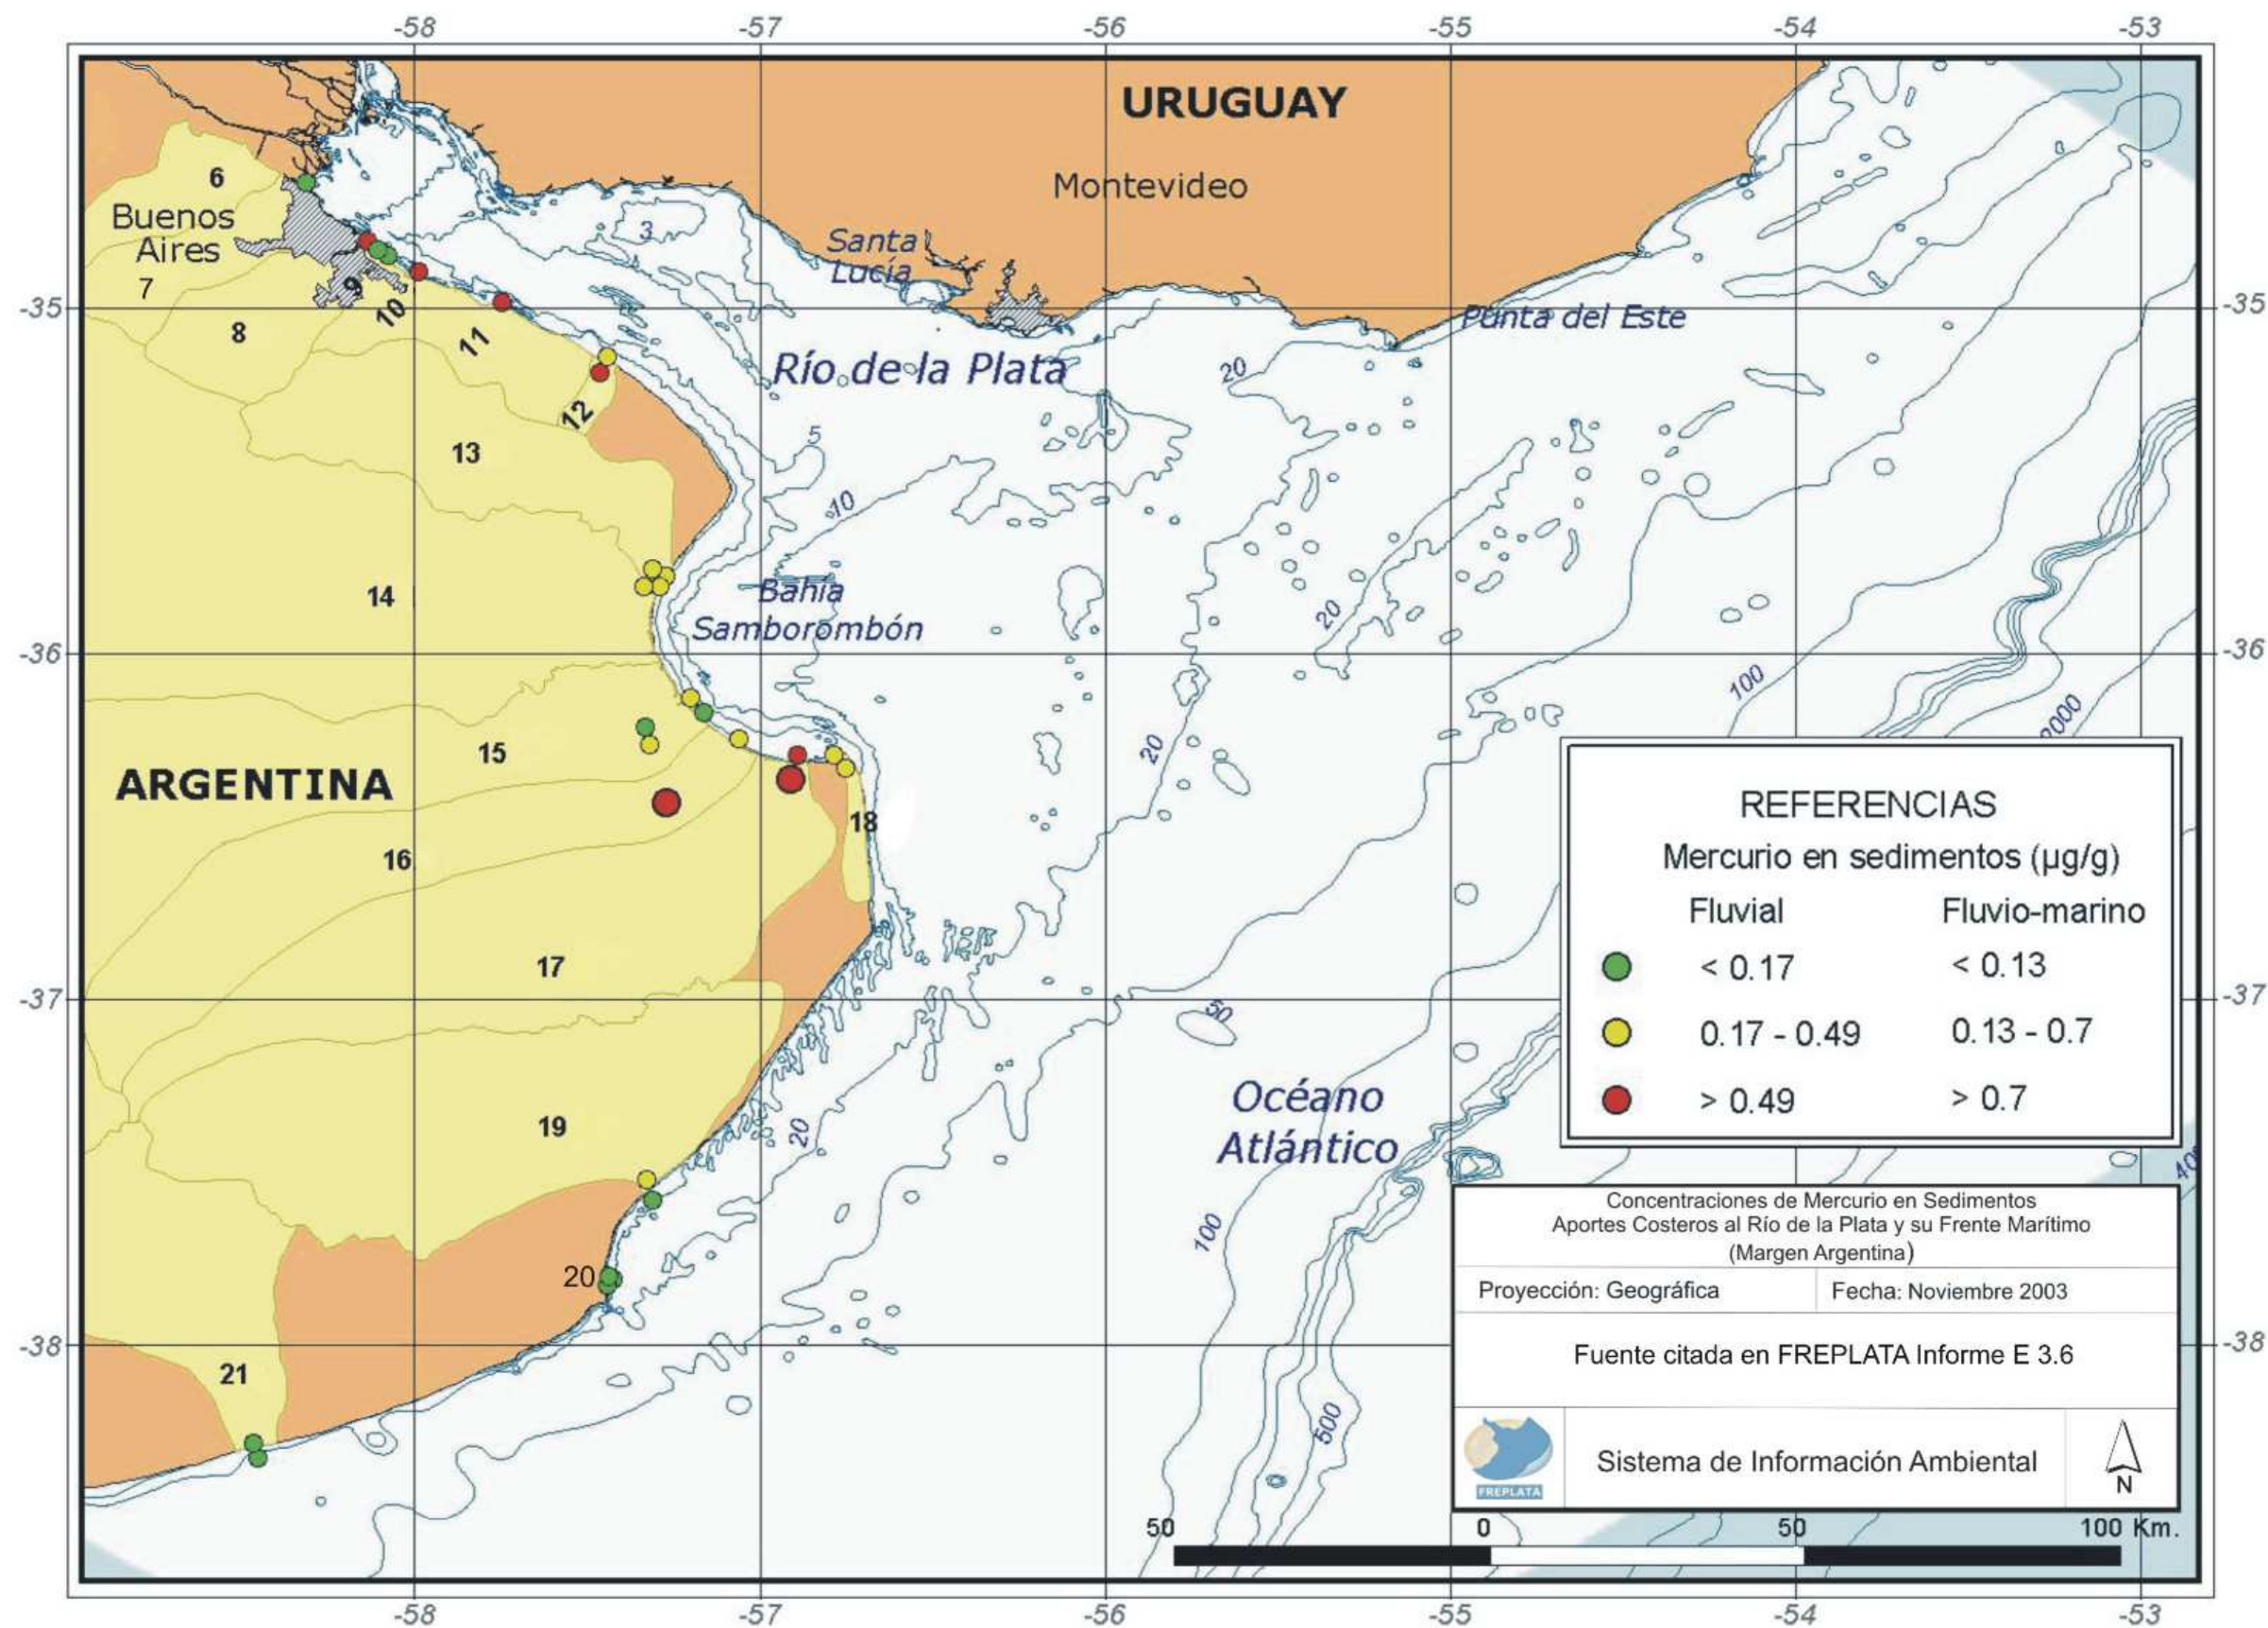 -58 -57 -56 -55 -54 -53
URUGUAY
Montevideo
6
Buenos
Aires
7
3
Santa
Lucía
-35 -35
8
9
10
11
Punta del Este
Río de la Plata
20
12
13
5
10
14
Bahía
Samborombón
20
-36 -36
100
2000
20
15
ARGENTINA
18
16
17
-37 -37
50
REFERENCIAS
Mercurio en sedimentos (µg/g)
Fluvial Fluvio-marino
< 0.17 < 0.13
0.17 - 0.49 0.13 - 0.7
> 0.49 > 0.7
Océano
Atlántico
19
20
100
20
-38 -38
21
500
Concentraciones de Mercurio en Sedimentos
Aportes Costeros al Río de la Plata y su Frente Marítimo
(Margen Argentina)
Proyección: Geográfica Fecha: Noviembre 2003
Fuente citada en FREPLATA Informe E 3.6
FREPLATA
Sistema de Información Ambiental
N
50 0 50 100 Km.
-58 -57 -56 -55 -54 -53